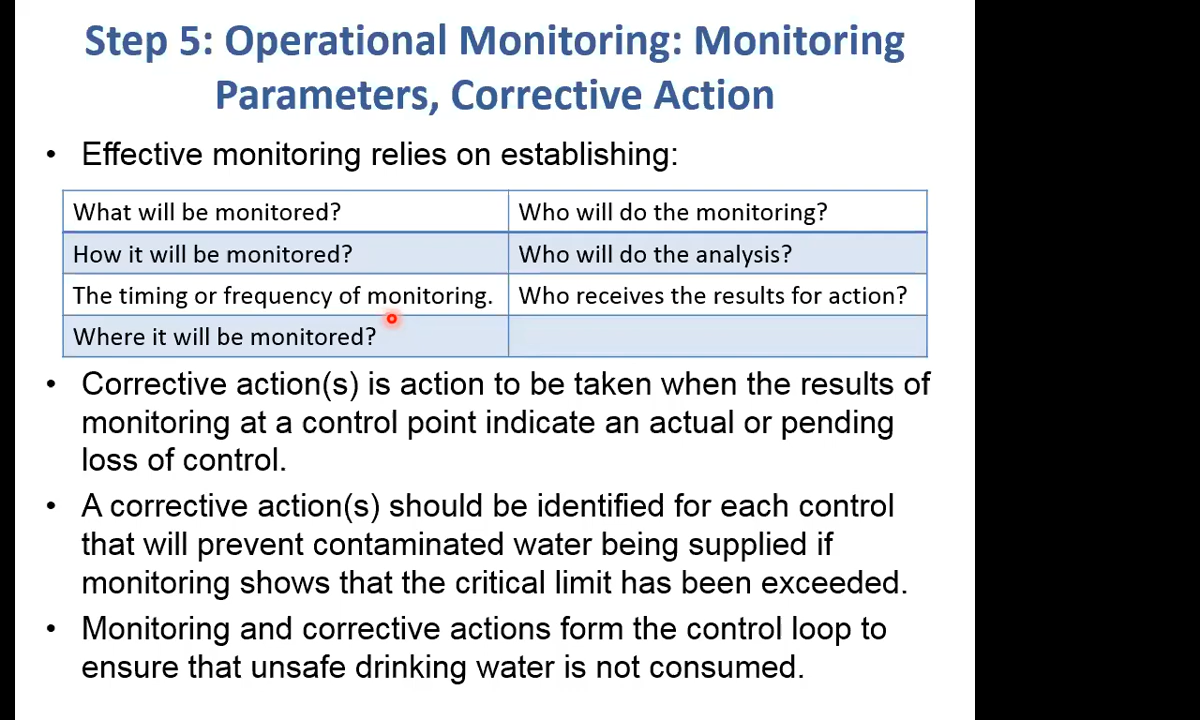 Step 5: Operational Monitoring: Monitoring
Parameters, Corrective Action
• Effective monitoring relies on establishing:
What will be monitored? Who will do the monitoring?
How it will be monitored? Who will do the analysis?
The timing or frequency of monitoring. Who receives the results for action?
Where it will be monitored?
• Corrective action(s) is action to be taken when the results of
monitoring at a control point indicate an actual or pending
loss of control.
• A corrective action(s) should be identified for each control
that will prevent contaminated water being supplied if
monitoring shows that the critical limit has been exceeded.
• Monitoring and corrective actions form the control loop to
ensure that unsafe drinking water is not consumed.